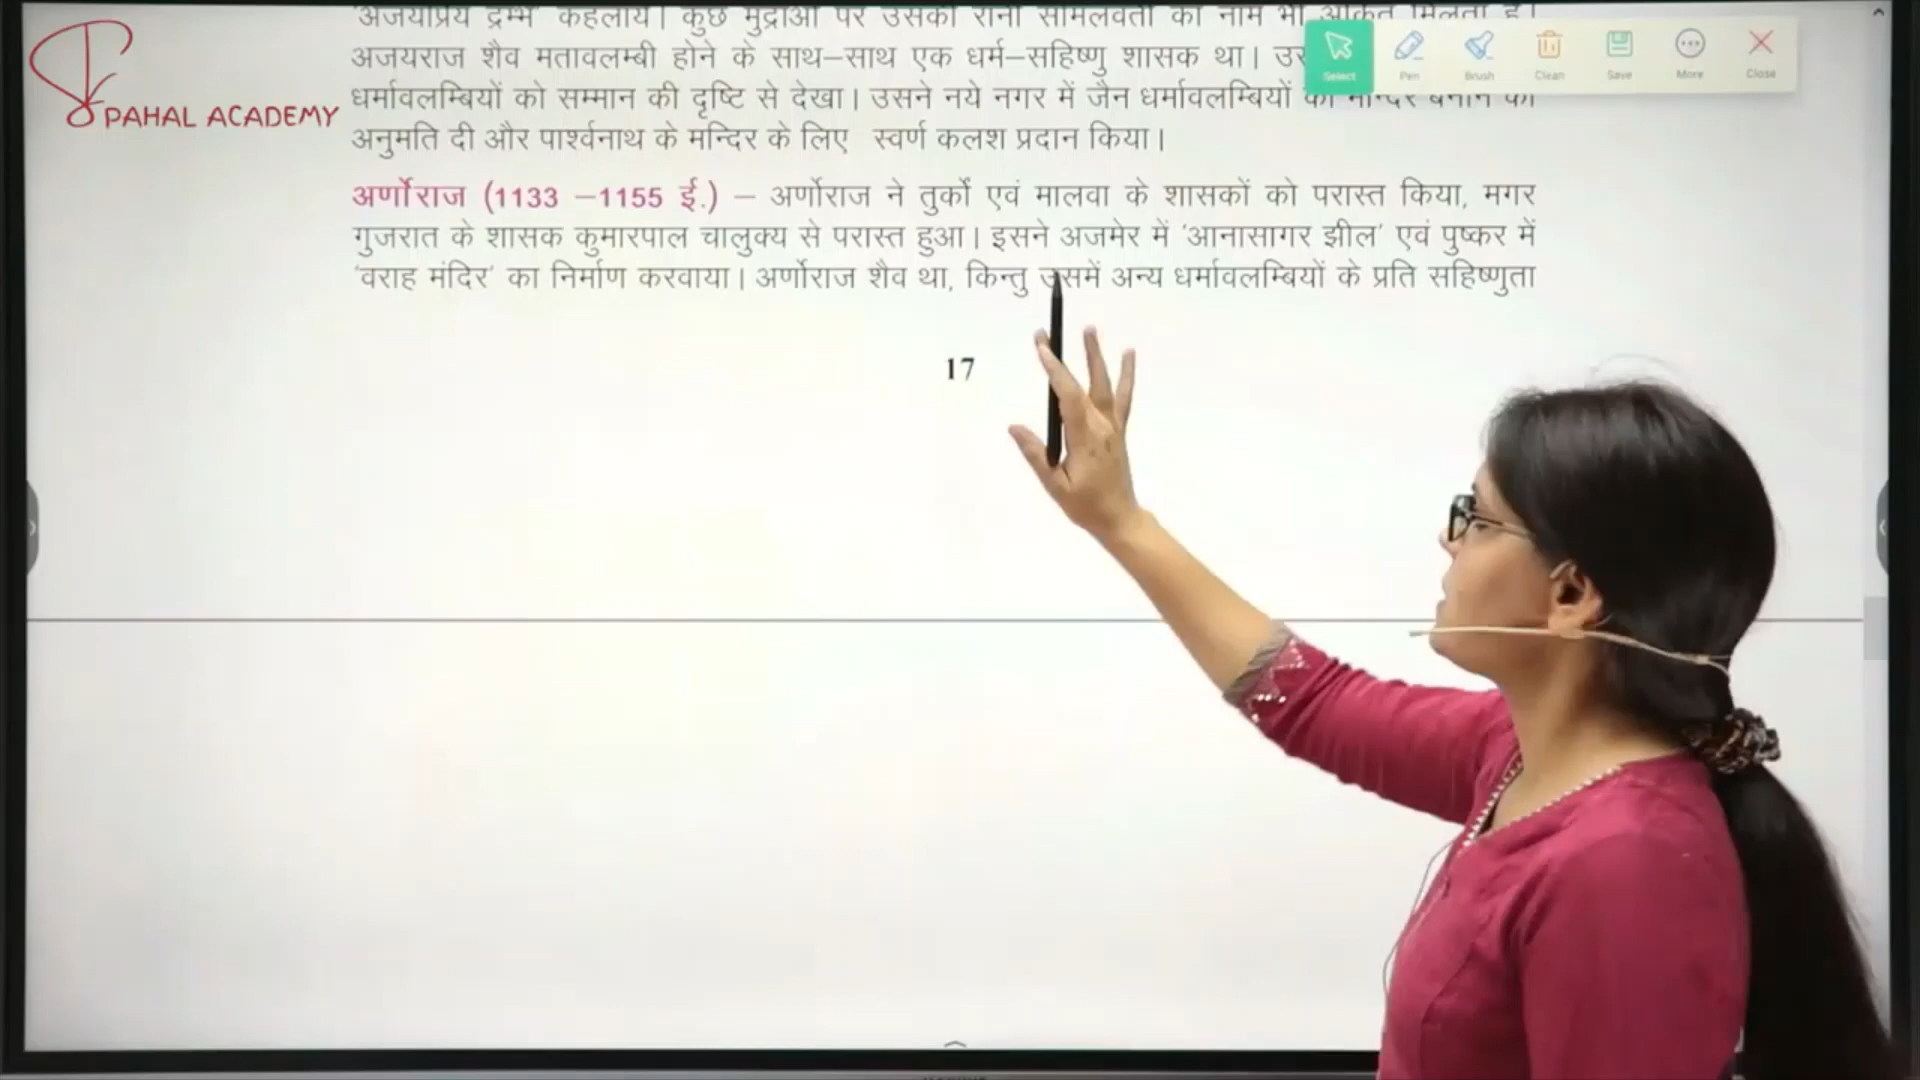 'अजयप्रिय द्रम्भ' कहलाये। कुछ मुद्राओं पर उसकी रानी सोमलवती का नाम भी अंकित मिलता है।
अजयराज शैव मतावलम्बी होने के साथ–साथ एक धर्म–सहिष्णु शासक था।
धर्मावलम्बियों को सम्मान की दृष्टि से देखा। उसने नये नगर में जैन धर्मावलम्बियों को मन्दिर बनाने की
अनुमति दी और पार्श्वनाथ के मन्दिर के लिए स्वर्ण कलश प्रदान किया।
अर्णोराज (1133 –1155 ई.) – अर्णोराज ने तुर्कों एवं मालवा के शासकों को परास्त किया, मगर
गुजरात के शासक कुमारपाल चालुक्य से परास्त हुआ। इसने अजमेर में 'आनासागर झील' एवं पुष्कर में
'वराह मंदिर' का निर्माण करवाया। अर्णोराज शैव था, किन्तु उसमें अन्य धर्मावलम्बियों के प्रति सहिष्णुता
17
PAHAL ACADEMY
Select Pen Brush Clean Save More Close